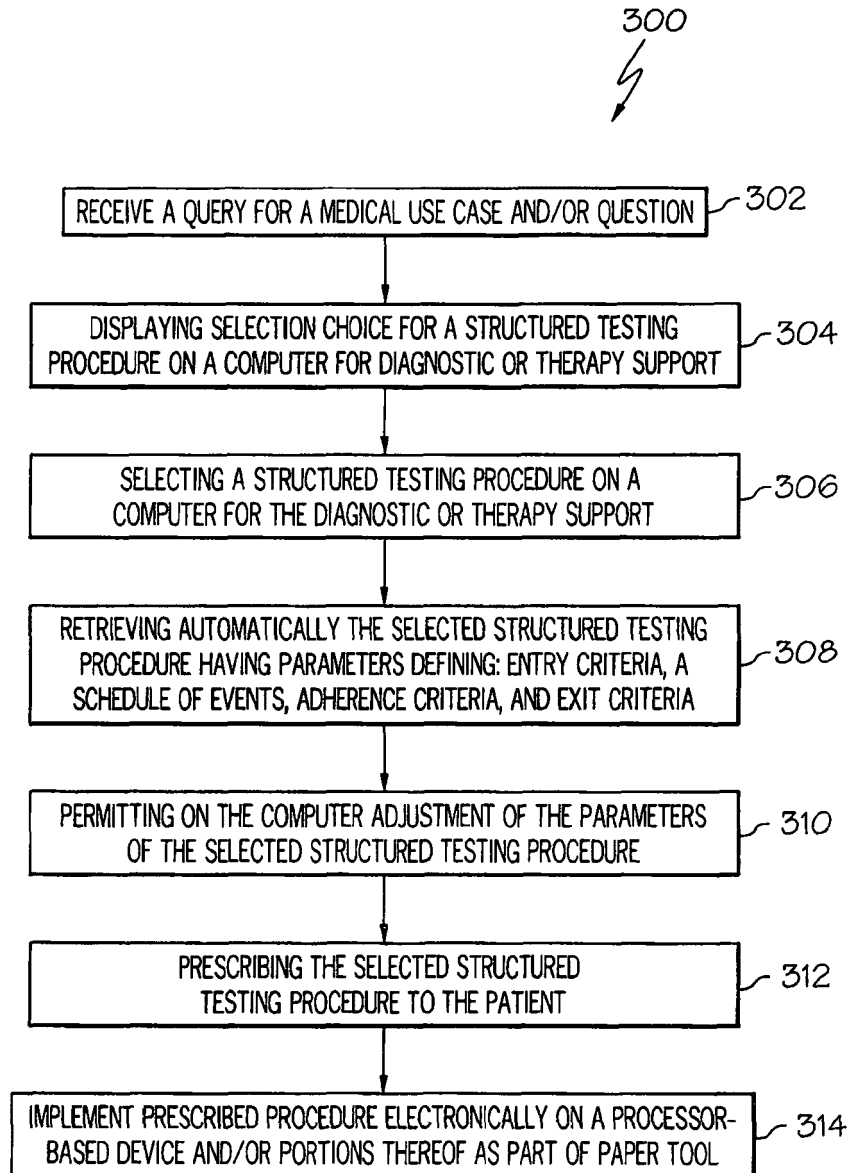 300
RECEIVE A QUERY FOR A MEDICAL USE CASE AND/OR QUESTION
302
DISPLAYING SELECTION CHOICE FOR A STRUCTURED TESTING
PROCEDURE ON A COMPUTER FOR DIAGNOSTIC OR THERAPY SUPPORT
304
SELECTING A STRUCTURED TESTING PROCEDURE ON A
COMPUTER FOR THE DIAGNOSTIC OR THERAPY SUPPORT
306
RETRIEVING AUTOMATICALLY THE SELECTED STRUCTURED TESTING
PROCEDURE HAVING PARAMETERS DEFINING: ENTRY CRITERIA, A
SCHEDULE OF EVENTS, ADHERENCE CRITERIA, AND EXIT CRITERIA
308
PERMITTING ON THE COMPUTER ADJUSTMENT OF THE PARAMETERS
OF THE SELECTED STRUCTURED TESTING PROCEDURE
310
PRESCRIBING THE SELECTED STRUCTURED
TESTING PROCEDURE TO THE PATIENT
312
IMPLEMENT PRESCRIBED PROCEDURE ELECTRONICALLY ON A PROCESSOR-
BASED DEVICE AND/OR PORTIONS THEREOF AS PART OF PAPER TOOL
314